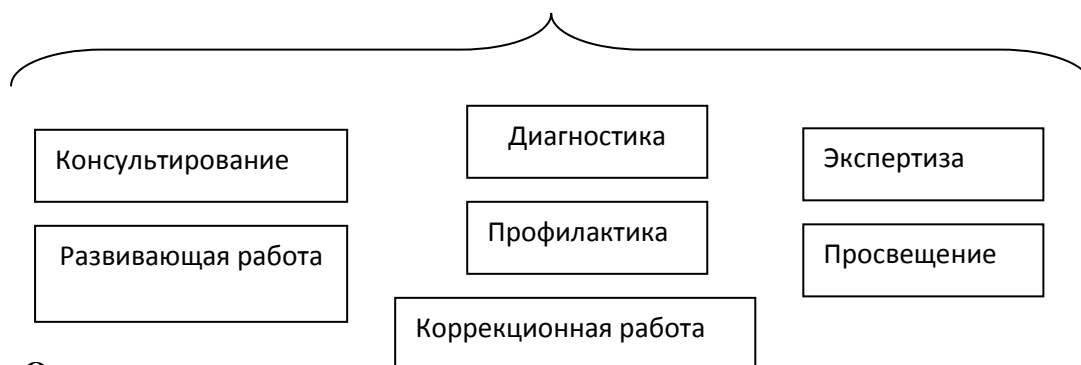 Диагностика
Консультирование
Экспертиза
Профилактика
Развивающая работа
Просвещение
Коррекционная работа